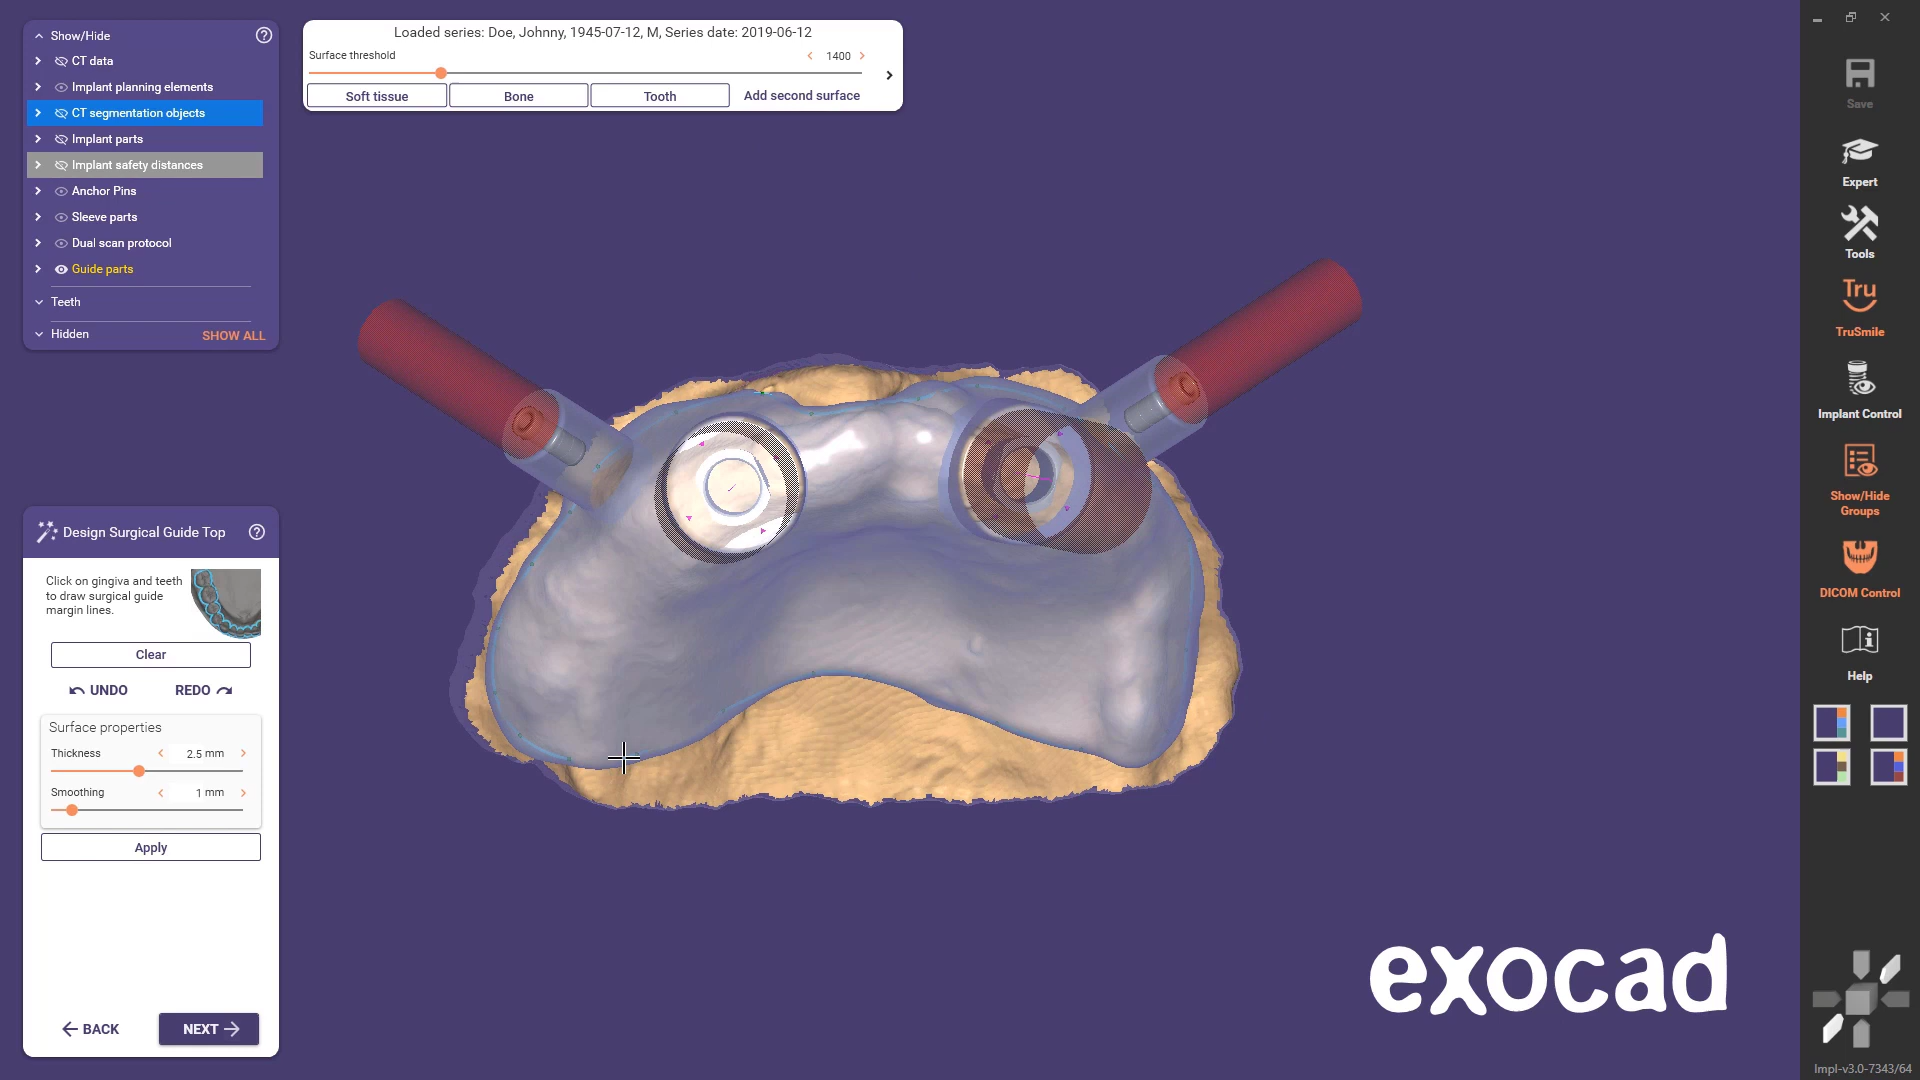 Show/Hide
CT data
Implant planning elements
CT segmentation objects
Implant parts
Implant safety distances
Anchor Pins
Sleeve parts
Dual scan protocol
Guide parts
Teeth
Hidden
SHOW ALL
Loaded series: Doe, Johnny, 1945-07-12, M, Series date: 2019-06-12
Surface threshold
1400
Soft tissue
Bone
Tooth
Add second surface
Design Surgical Guide Top
Click on gingiva and teeth
to draw surgical guide
margin lines.
Clear
UNDO
REDO
Surface properties
Thickness
2.5 mm
Smoothing
1 mm
Apply
BACK
NEXT
Save
Expert
Tools
Tru
TruSmile
Implant Control
Show/Hide
Groups
DICOM Control
Help
exocad
Impl-v3.0-7343/64